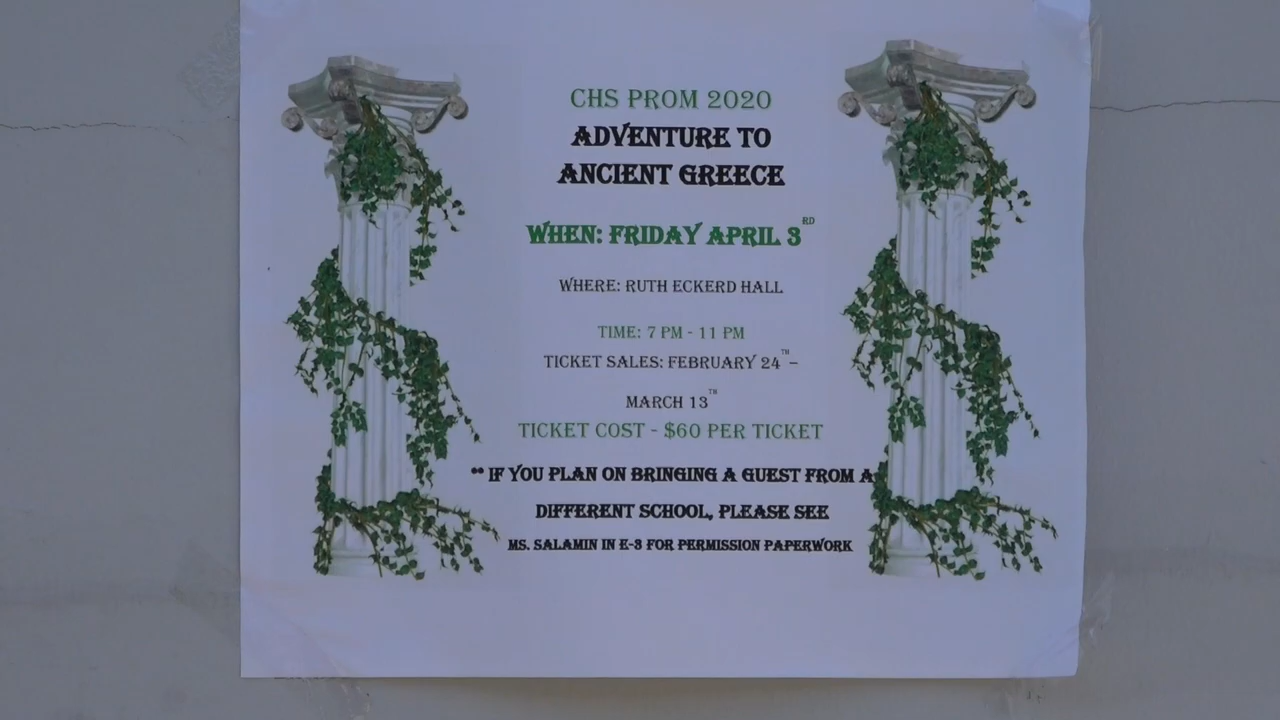 CHS PROM 2020
ADVENTURE TO
ANCIENT GREECE
WHEN: FRIDAY APRIL 3RD
WHERE: RUTH ECKERD HALL
TIME: 7 PM - 11 PM
TICKET SALES: FEBRUARY 24TH –
MARCH 13TH
TICKET COST - $60 PER TICKET
** IF YOU PLAN ON BRINGING A GUEST FROM A
DIFFERENT SCHOOL, PLEASE SEE
MS. SALAMIN IN E-3 FOR PERMISSION PAPERWORK